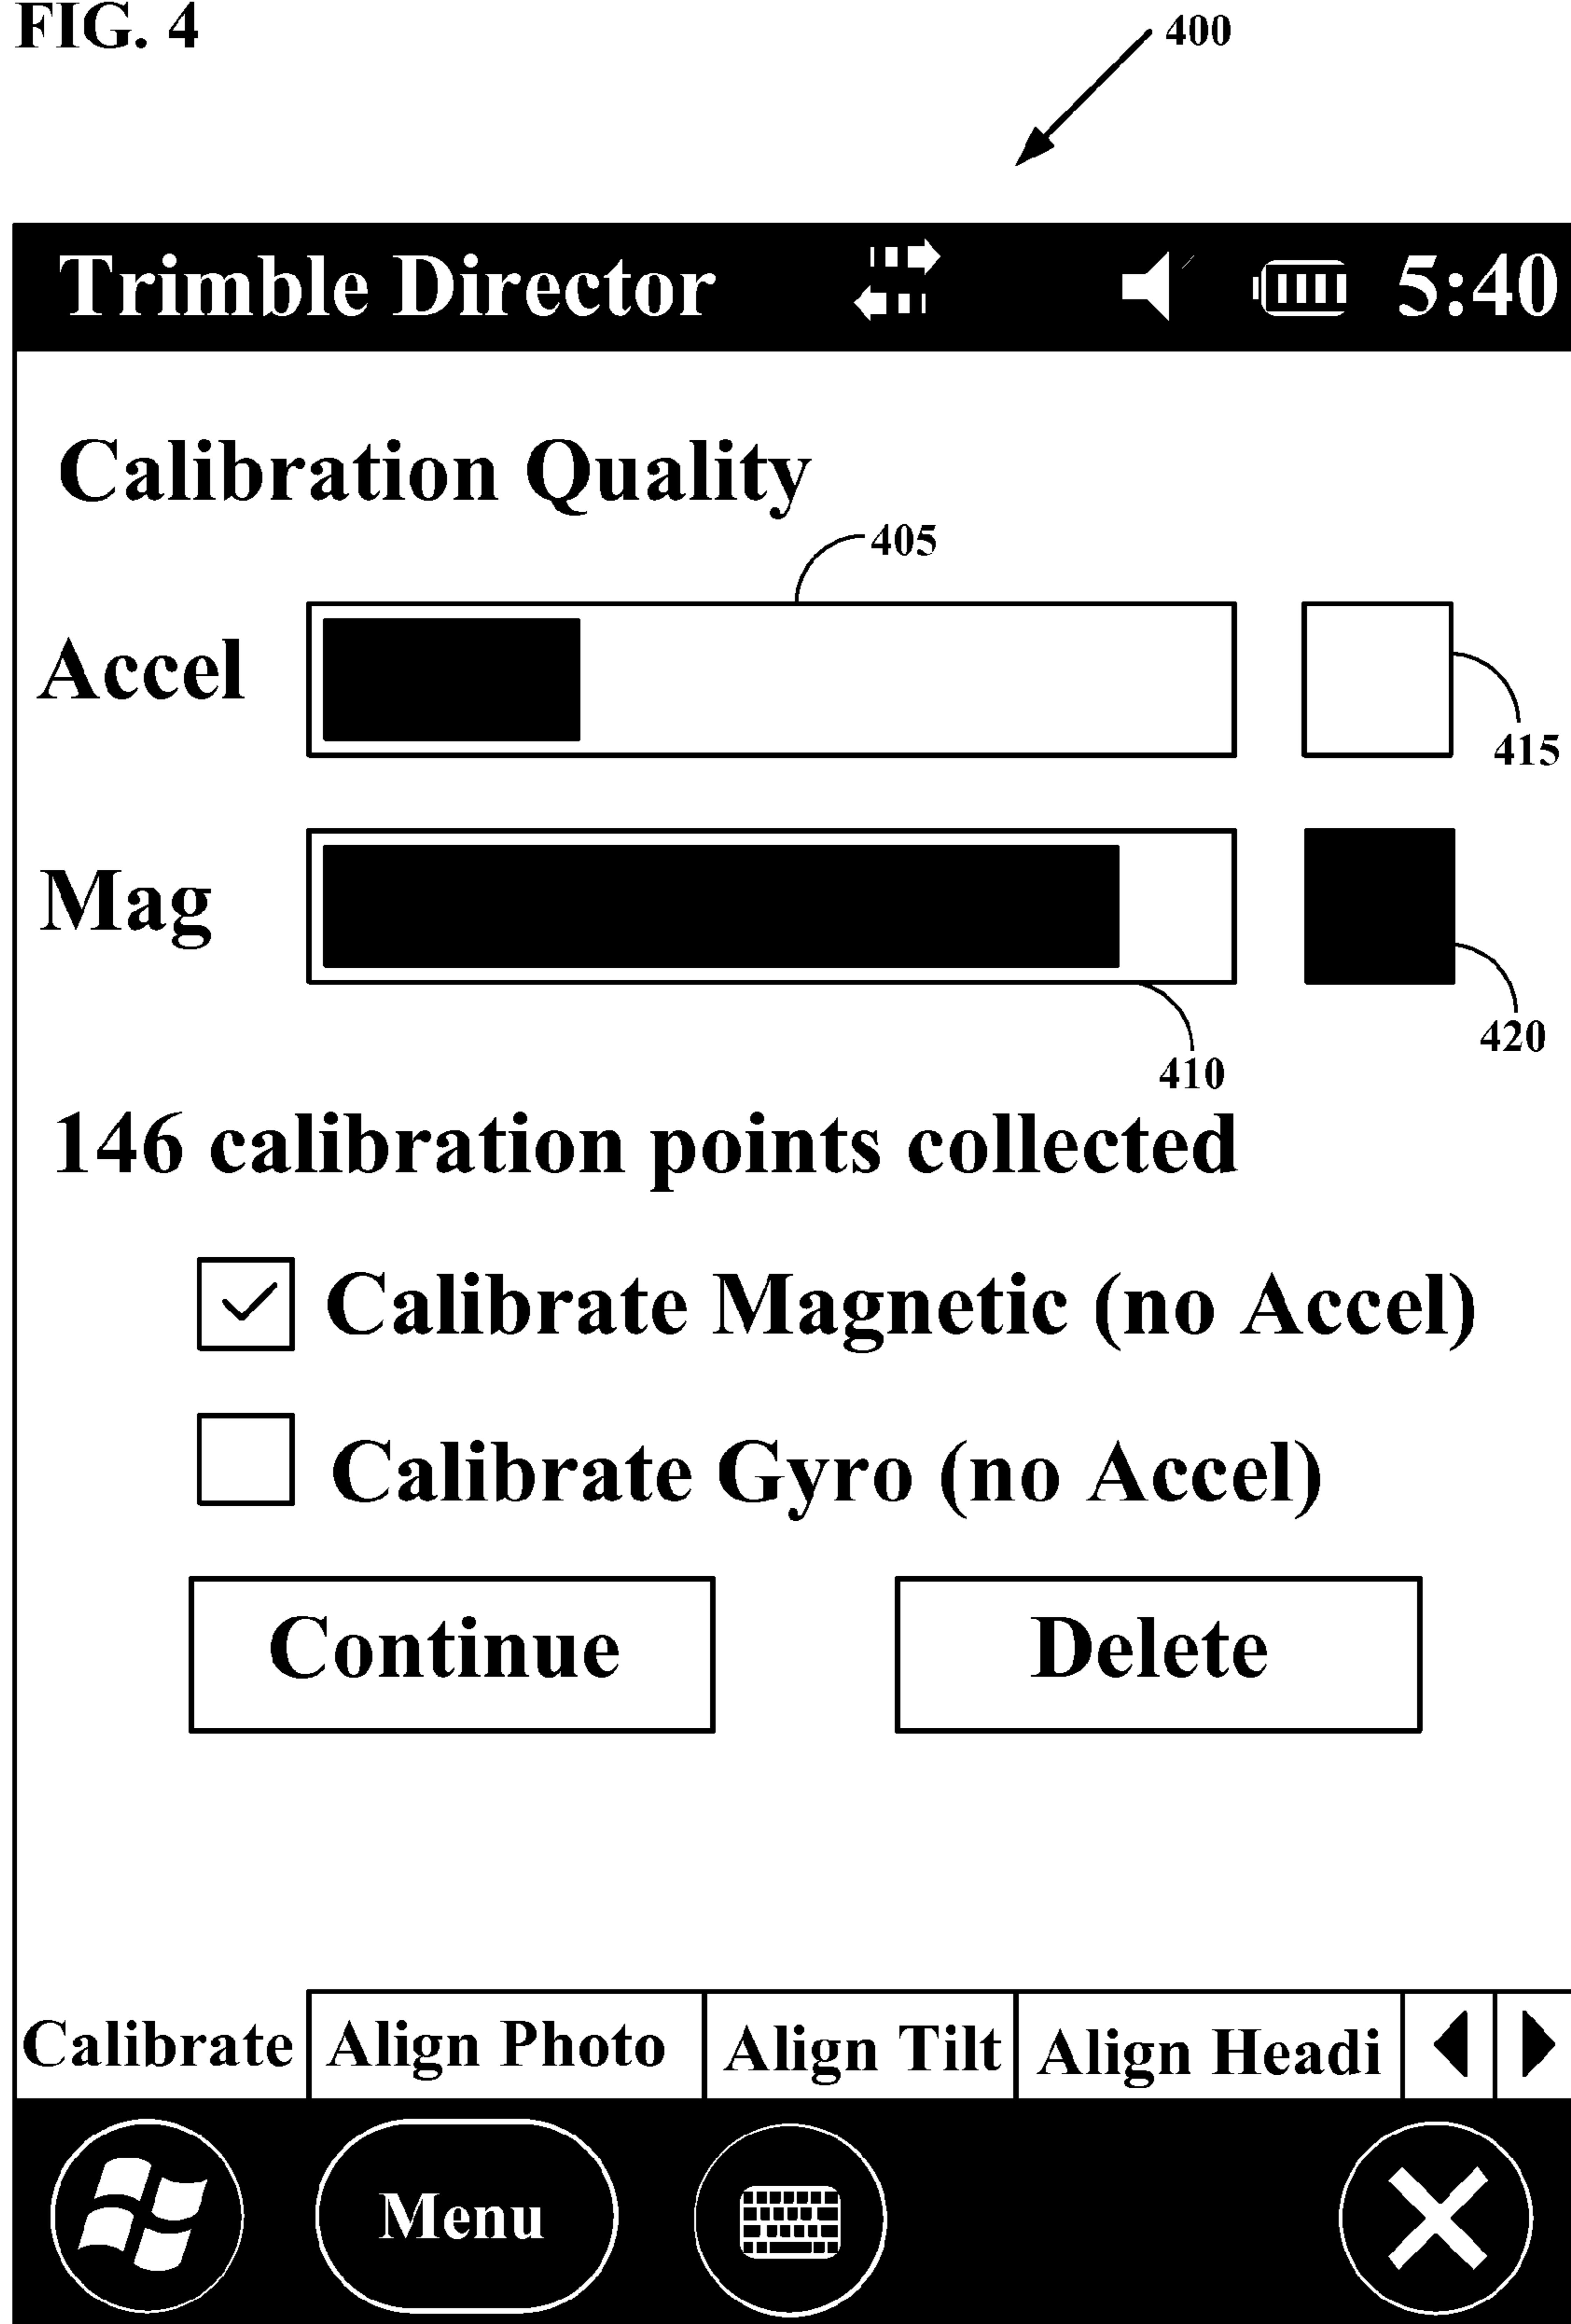 FIG. 4
400
Trimble Director 5:40
Calibration Quality
405
Accel
415
Mag
420
410
146 calibration points collected
Calibrate Magnetic (no Accel)
Calibrate Gyro (no Accel)
Continue Delete
Calibrate Align Photo Align Tilt Align Headi
Menu